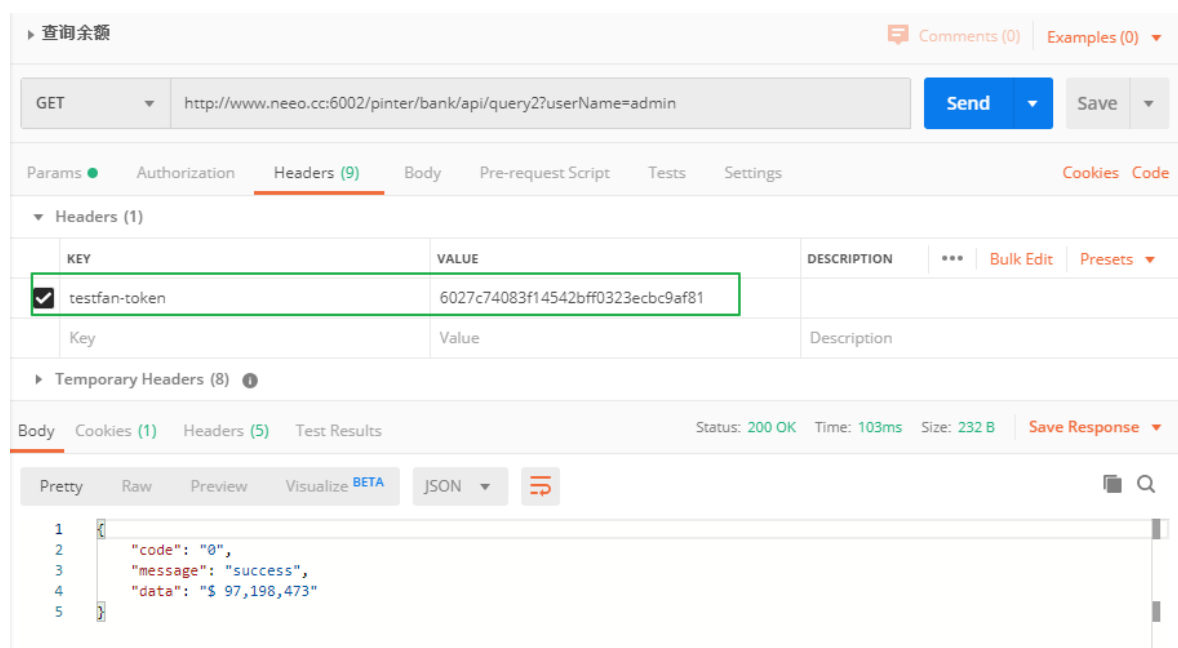 查询余额 Comments (0) Examples (0)
GET http://www.neeo.cc:6002/pinter/bank/api/query2?userName=admin Send Save
Params Authorization Headers (9) Body Pre-request Script Tests Settings Cookies Code
Headers (1)
KEY VALUE DESCRIPTION ••• Bulk Edit Presets
testfan-token 6027c74083f14542bff0323ecbc9af81
Key Value Description
Temporary Headers (8) i
Body Cookies (1) Headers (5) Test Results Status: 200 OK Time: 103ms Size: 232 B Save Response
Pretty Raw Preview Visualize BETA JSON
1 {
2 "code": "0",
3 "message": "success",
4 "data": "$ 97,198,473"
5 }